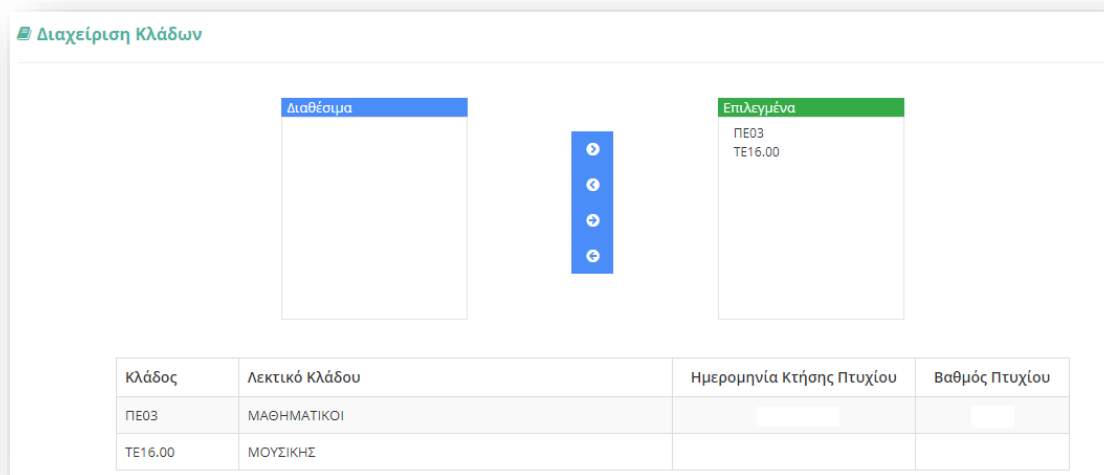 Διαχείριση Κλάδων
Διαθέσιμα
Επιλεγμένα
ΠΕ03
ΤΕ16.00
Κλάδος Λεκτικό Κλάδου Ημερομηνία Κτήσης Πτυχίου Βαθμός Πτυχίου
ΠΕ03 ΜΑΘΗΜΑΤΙΚΟΙ
ΤΕ16.00 ΜΟΥΣΙΚΗΣ